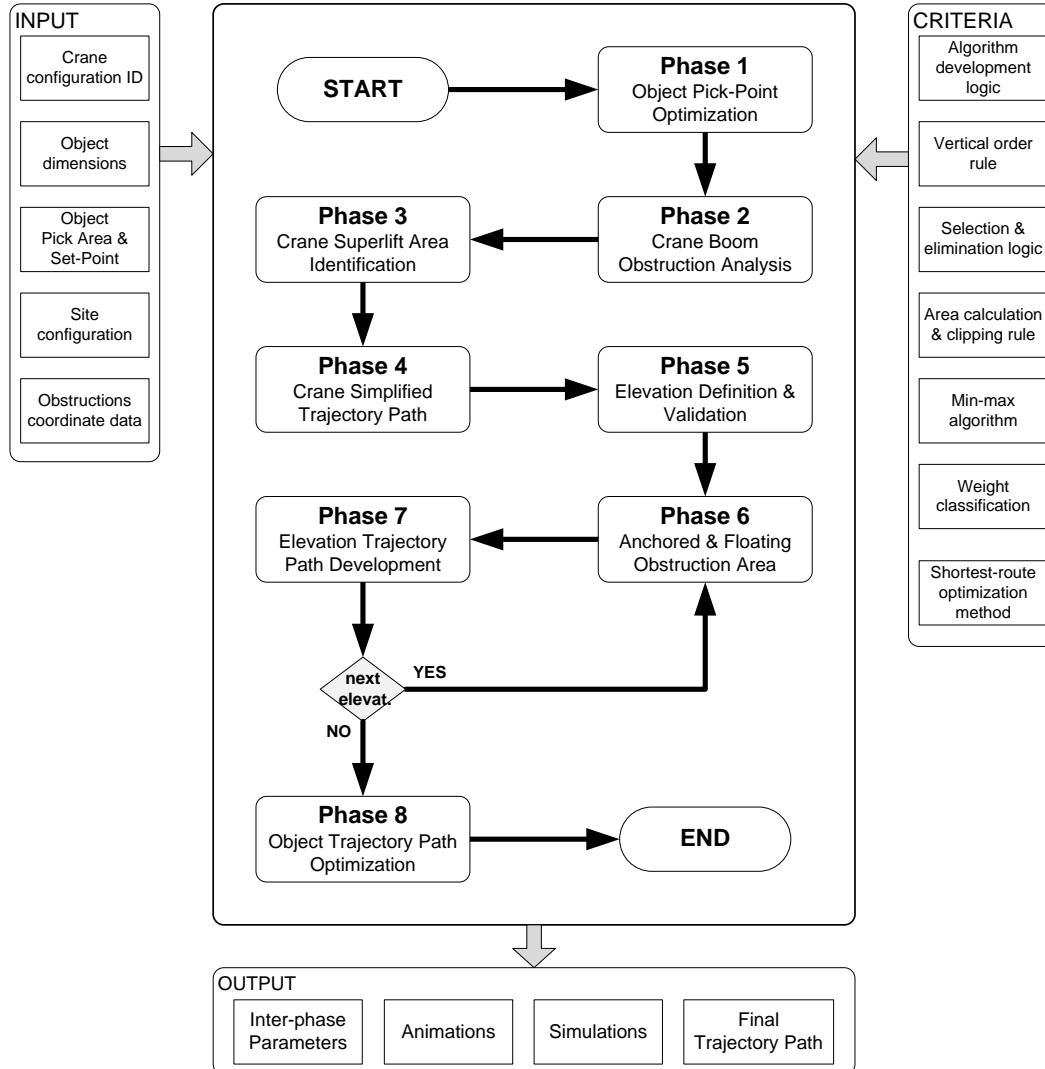 INPUT
Crane
configuration ID
Object
dimensions
Object
Pick Area &
Set-Point
Site
configuration
Obstructions
coordinate data
START
Phase 1
Object Pick-Point
Optimization
Phase 3
Crane Superlift Area
Identification
Phase 2
Crane Boom
Obstruction Analysis
Phase 4
Crane Simplified
Trajectory Path
Phase 5
Elevation Definition &
Validation
Phase 7
Elevation Trajectory
Path Development
Phase 6
Anchored & Floating
Obstruction Area
next
elevat.
YES
NO
Phase 8
Object Trajectory Path
Optimization
END
CRITERIA
Algorithm
development
logic
Vertical order
rule
Selection &
elimination logic
Area calculation
& clipping rule
Min-max
algorithm
Weight
classification
Shortest-route
optimization
method
OUTPUT
Inter-phase
Parameters
Animations
Simulations
Final
Trajectory Path